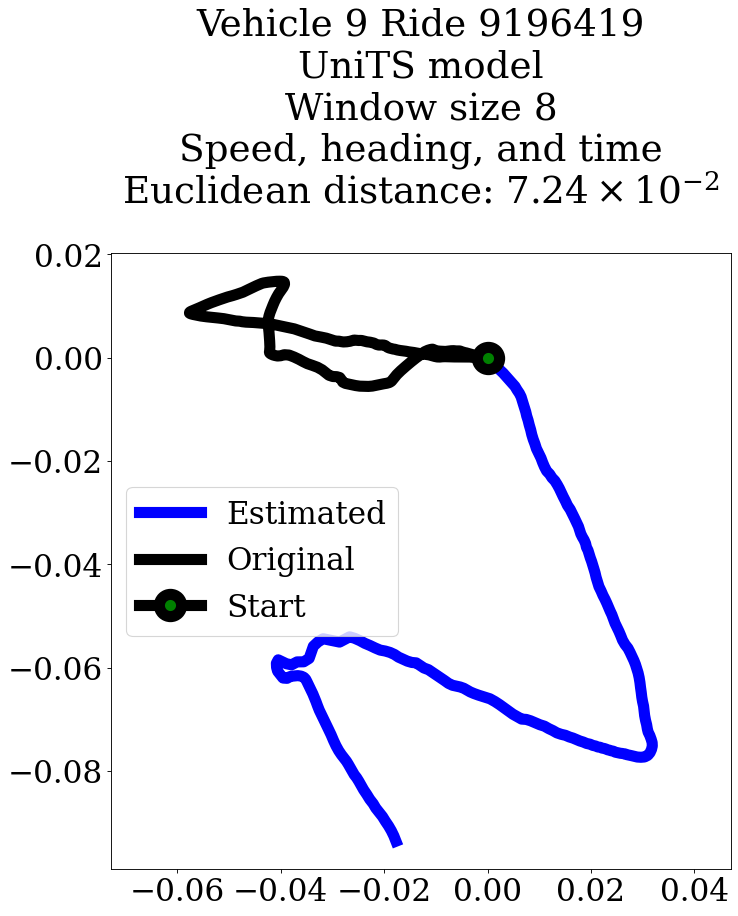 Vehicle 9 Ride 9196419
UniTS model
Window size 8
Speed, heading, and time
Euclidean distance: 7.24 × 10⁻²
0.02
0.00
−0.02
−0.04
−0.06
−0.08
Estimated
Original
Start
−0.06 −0.04 −0.02 0.00 0.02 0.04